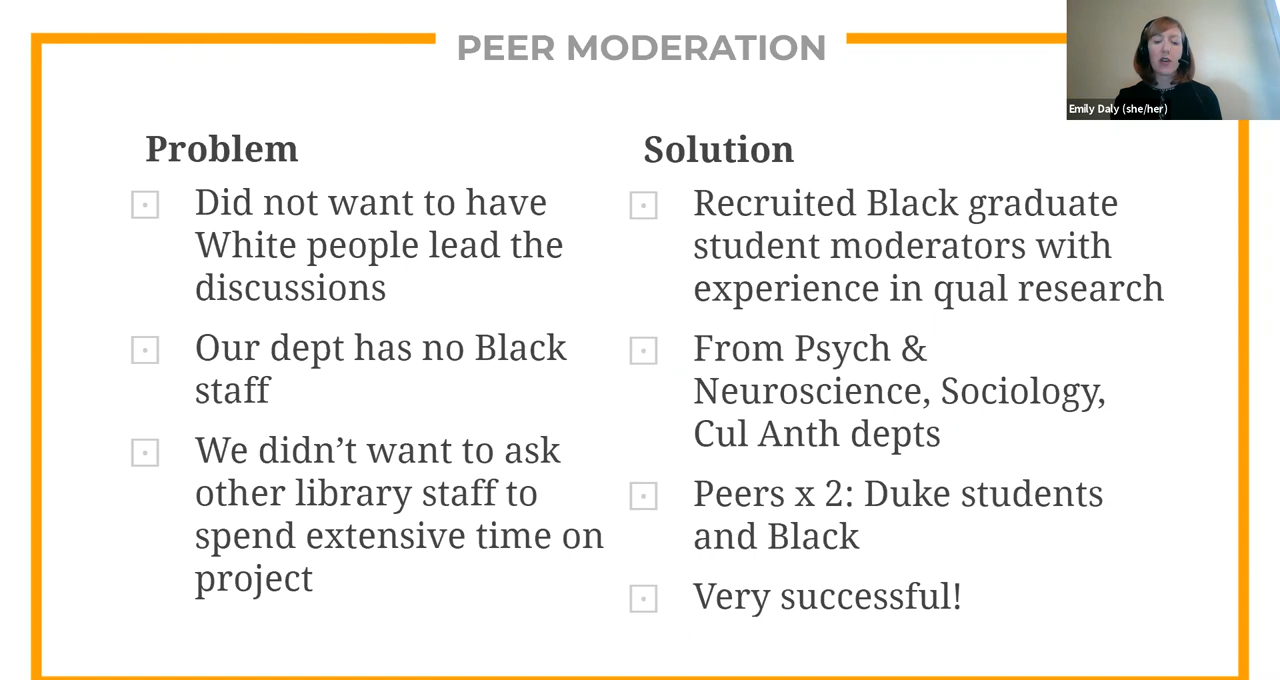 PEER MODERATION
Emily Daly (she/her)
Problem
Did not want to have
White people lead the
discussions
Our dept has no Black
staff
We didn’t want to ask
other library staff to
spend extensive time on
project
Solution
Recruited Black graduate
student moderators with
experience in qual research
From Psych &
Neuroscience, Sociology,
Cul Anth depts
Peers x 2: Duke students
and Black
Very successful!